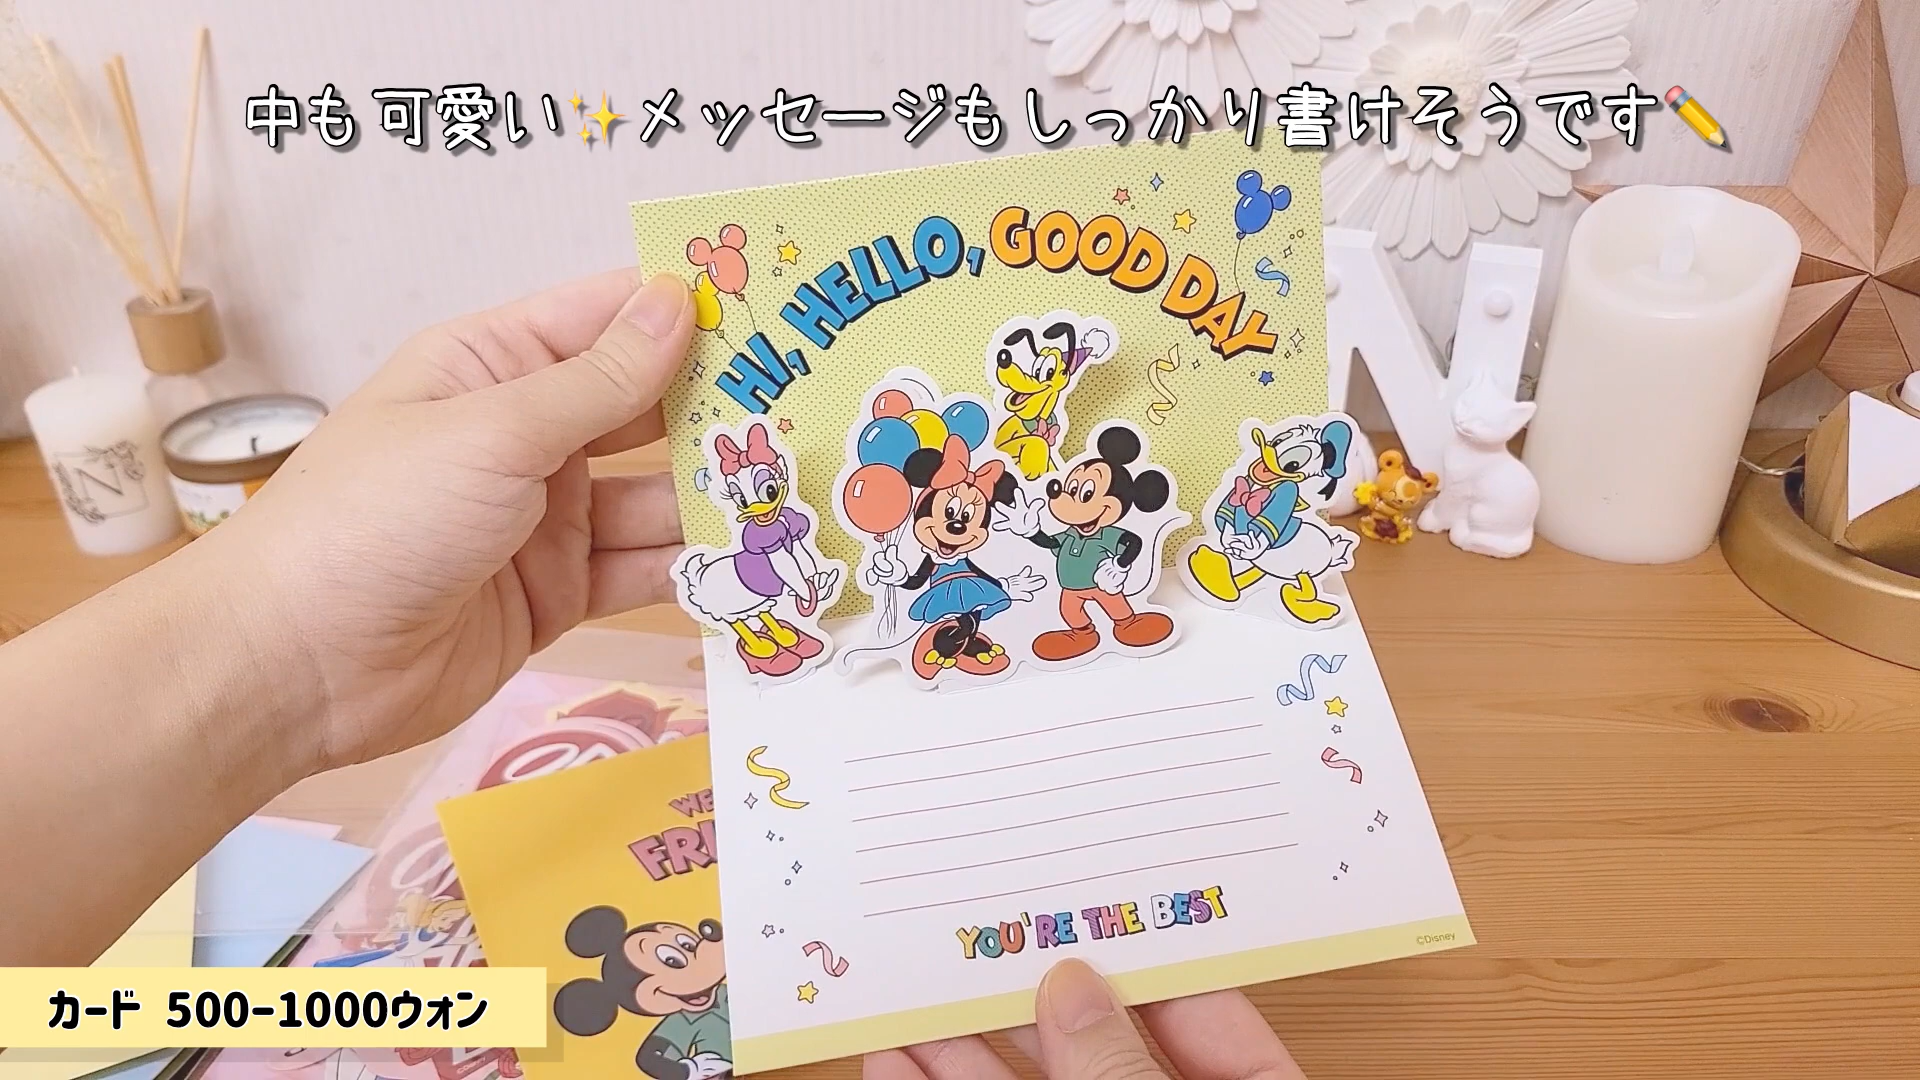 中も可愛い✨メッセージもしっかり書けそうです✏️
HI, HELLO, GOOD DAY
N
YOU'RE THE BEST
©Disney
カード 500-1000ウォン